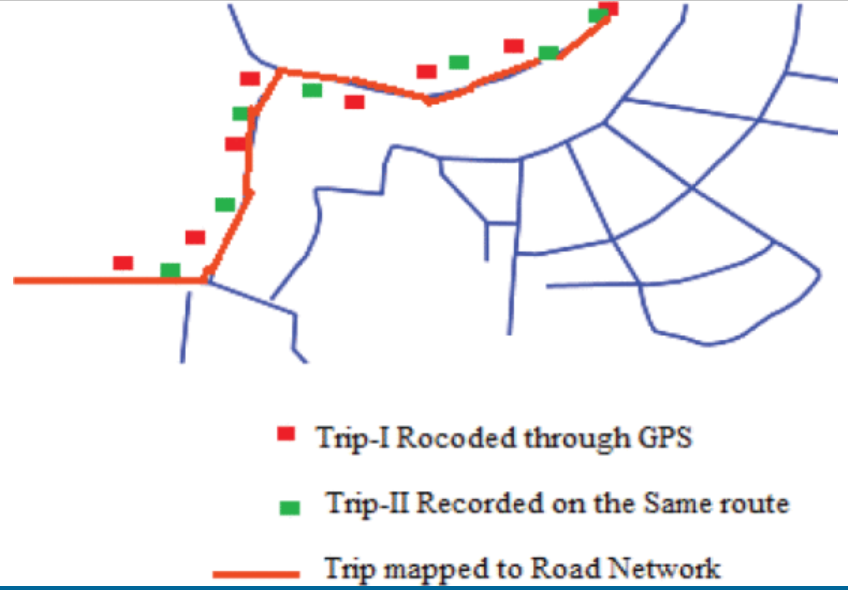 Trip-I Rocoded through GPS
Trip-II Recorded on the Same route
Trip mapped to Road Network